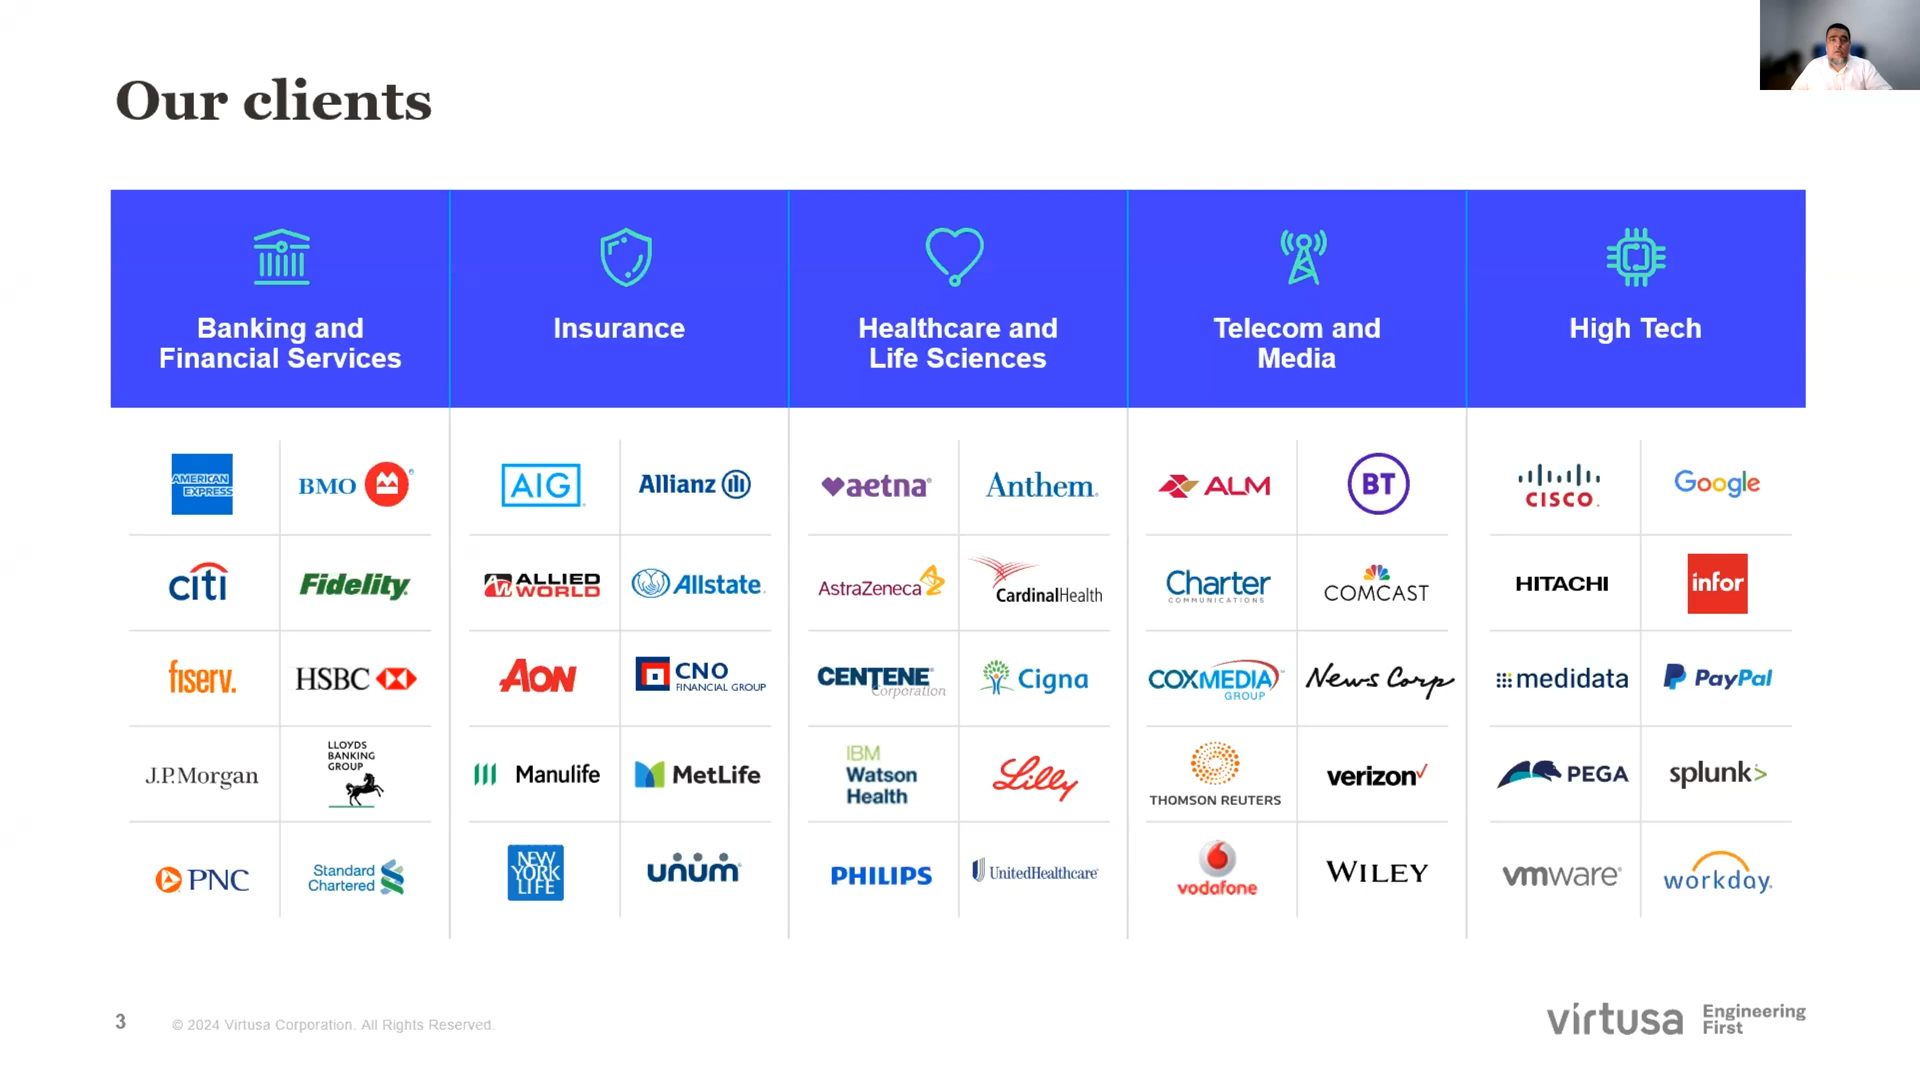 Our clients
Banking and
Financial Services
Insurance
Healthcare and
Life Sciences
Telecom and
Media
High Tech
AMERICAN
EXPRESS
BMO
AIG
Allianz
aetna
Anthem
ALM
BT
CISCO
Google
citi
Fidelity
ALLIED
WORLD
Allstate
AstraZeneca
CardinalHealth
Charter
COMMUNICATIONS
COMCAST
HITACHI
infor
fiserv.
HSBC
AON
CNO
FINANCIAL GROUP
CENTENE
Corporation
Cigna
COXMEDIA
GROUP
News Corp
medidata
PayPal
J.P.Morgan
LLOYDS
BANKING
GROUP
Manulife
MetLife
IBM
Watson
Health
Lilly
THOMSON REUTERS
verizon
PEGA
splunk>
PNC
Standard
Chartered
NEW
YORK
LIFE
unum
PHILIPS
UnitedHealthcare
vodafone
WILEY
vmware
workday.
3
© 2024 Virtusa Corporation. All Rights Reserved.
virtusa
Engineering
First